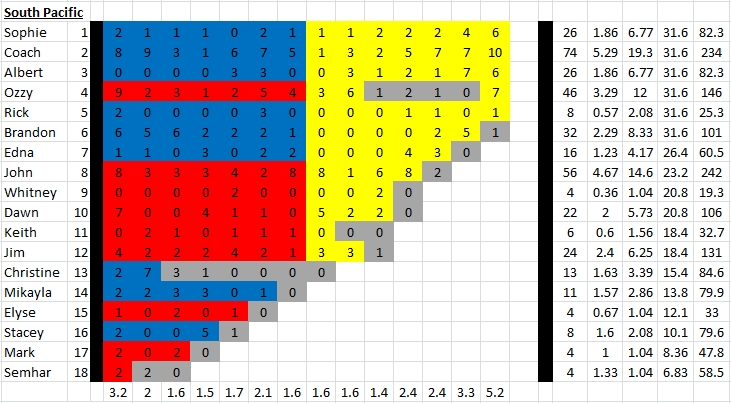 South Pacific
Sophie 1 2 1 1 1 0 2 1 1 1 2 2 2 4 6 26 1.86 6.77 31.6 82.3
Coach 2 8 9 3 1 6 7 5 1 3 2 5 7 7 10 74 5.29 19.3 31.6 234
Albert 3 0 0 0 0 3 3 0 0 3 1 2 1 7 6 26 1.86 6.77 31.6 82.3
Ozzy 4 9 2 3 1 2 5 4 3 6 1 2 1 0 7 46 3.29 12 31.6 146
Rick 5 2 0 0 0 0 3 0 0 0 0 1 1 0 1 8 0.57 2.08 31.6 25.3
Brandon 6 6 5 6 2 2 2 1 0 0 0 0 2 5 1 32 2.29 8.33 31.6 101
Edna 7 1 1 0 3 0 2 2 0 0 0 4 3 0 16 1.23 4.17 26.4 60.5
John 8 8 3 3 3 4 2 8 8 1 6 8 2 56 4.67 14.6 23.2 242
Whitney 9 0 0 0 0 2 0 0 0 0 2 0 4 0.36 1.04 20.8 19.3
Dawn 10 7 0 0 4 1 1 0 5 2 2 0 22 2 5.73 20.8 106
Keith 11 0 2 1 0 1 1 1 0 0 0 6 0.6 1.56 18.4 32.7
Jim 12 4 2 2 2 4 2 1 3 3 1 24 2.4 6.25 18.4 131
Christine 13 2 7 3 1 0 0 0 0 13 1.63 3.39 15.4 84.6
Mikayla 14 2 2 3 3 0 1 0 11 1.57 2.86 13.8 79.9
Elyse 15 1 0 2 0 1 0 4 0.67 1.04 12.1 33
Stacey 16 2 0 0 5 1 8 1.6 2.08 10.1 79.6
Mark 17 2 0 2 0 4 1 1.04 8.36 47.8
Semhar 18 2 2 0 4 1.33 1.04 6.83 58.5
3.2 2 1.6 1.5 1.7 2.1 1.6 1.6 1.6 1.4 2.4 2.4 3.3 5.2